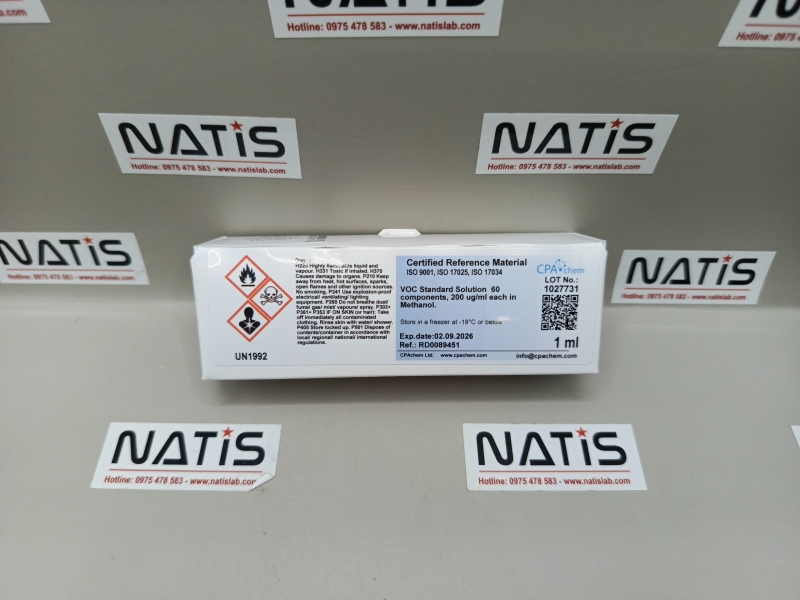 Hotline: 0975 478 583 - www.natislab.com
NATIS
Hotline: 0975 478 583 - www.natislab.com
NATIS
Hotline: 0975 478 583 - www.natislab.com
NATIS
Hotline: 0975 478 583 - www.natislab.com
NATIS
H225 Highly flammable liquid and
vapour. H331 Toxic if inhaled. H370
Causes damage to organs. P210 Keep
away from heat, hot surfaces, sparks,
open flames and other ignition sources.
No smoking. P241 Use explosion-proof
electrical/ ventilating/ lighting
equipment. P260 Do not breathe dust/
fume/ gas/ mist/ vapours/ spray. P303+
P361+ P353 IF ON SKIN (or hair): Take
off immediately all contaminated
clothing. Rinse skin with water/ shower.
P405 Store locked up. P501 Dispose of
contents/container in accordance with
local/ regional/ national/ international
regulations.
UN1992
Certified Reference Material
ISO 9001, ISO 17025, ISO 17034
CPAchem
LOT No.:
1027731
VOC Standard Solution 60
components, 200 ug/ml each in
Methanol.
Store in a freezer at -18°C or below
Exp.date:02.09.2026
Ref.: RD0089451
1 ml
CPAchem Ltd. www.cpachem.com
info@cpachem.com
NATIS
Hotline: 0975 478 583 - www.natislab.com
NATIS
Hotline: 0975 478 583 - www.natislab.com